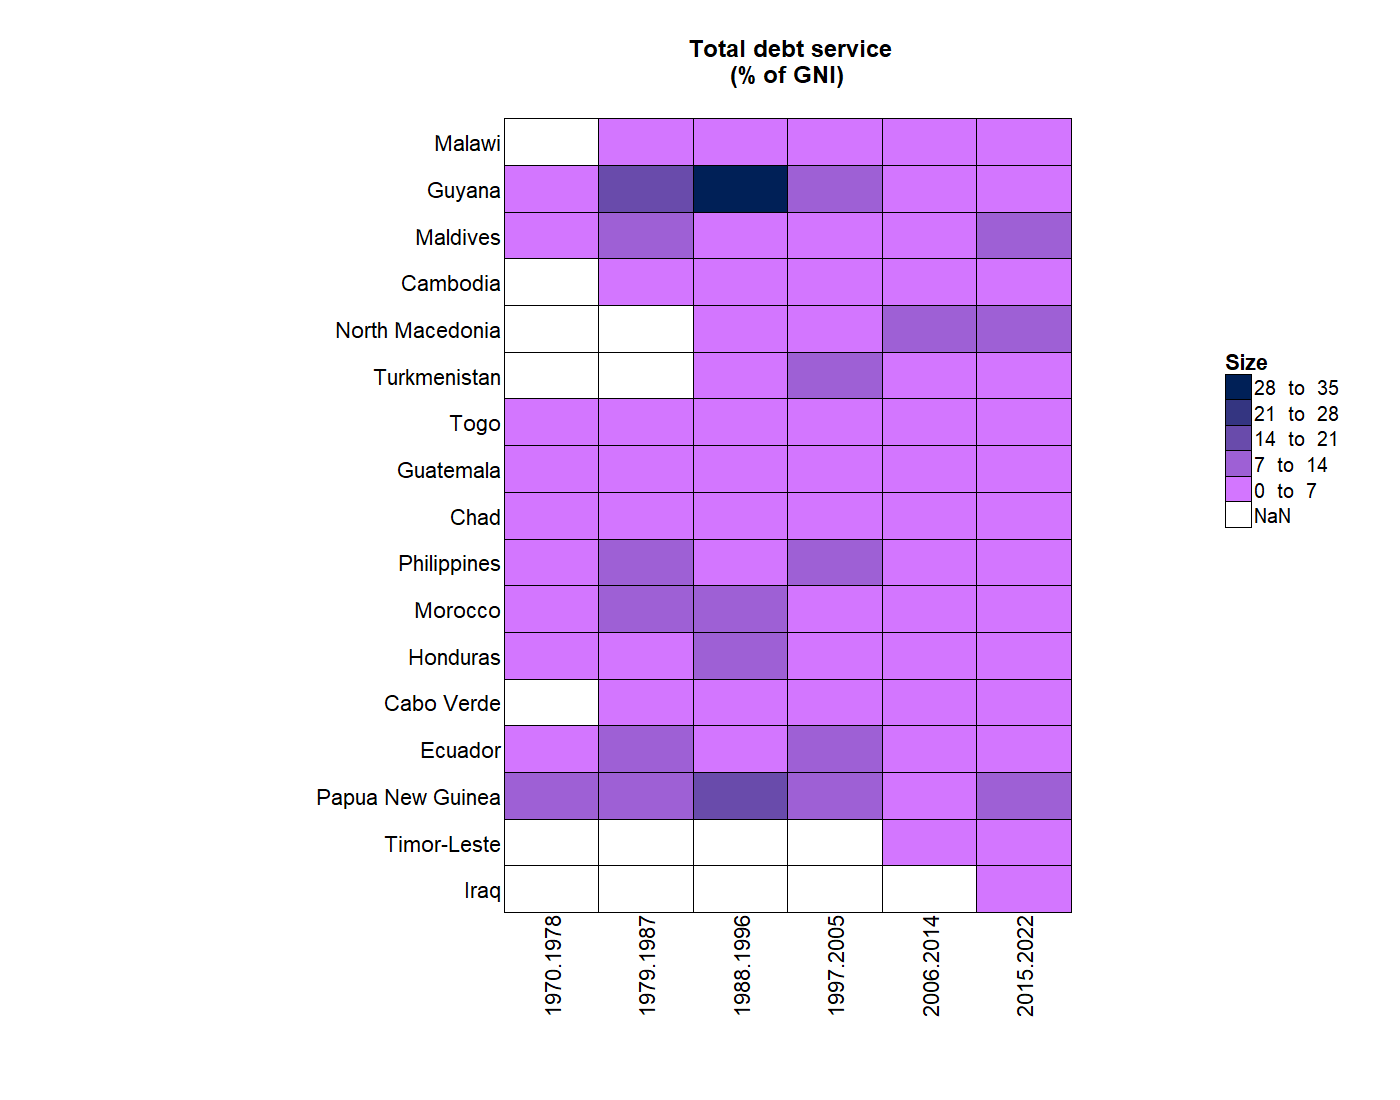 Total debt service
(% of GNI)
Malawi
Guyana
Maldives
Cambodia
North Macedonia
Turkmenistan
Togo
Guatemala
Chad
Philippines
Morocco
Honduras
Cabo Verde
Ecuador
Papua New Guinea
Timor-Leste
Iraq
1970.1978
1979.1987
1988.1996
1997.2005
2006.2014
2015.2022
Size
28 to 35
21 to 28
14 to 21
7 to 14
0 to 7
NaN